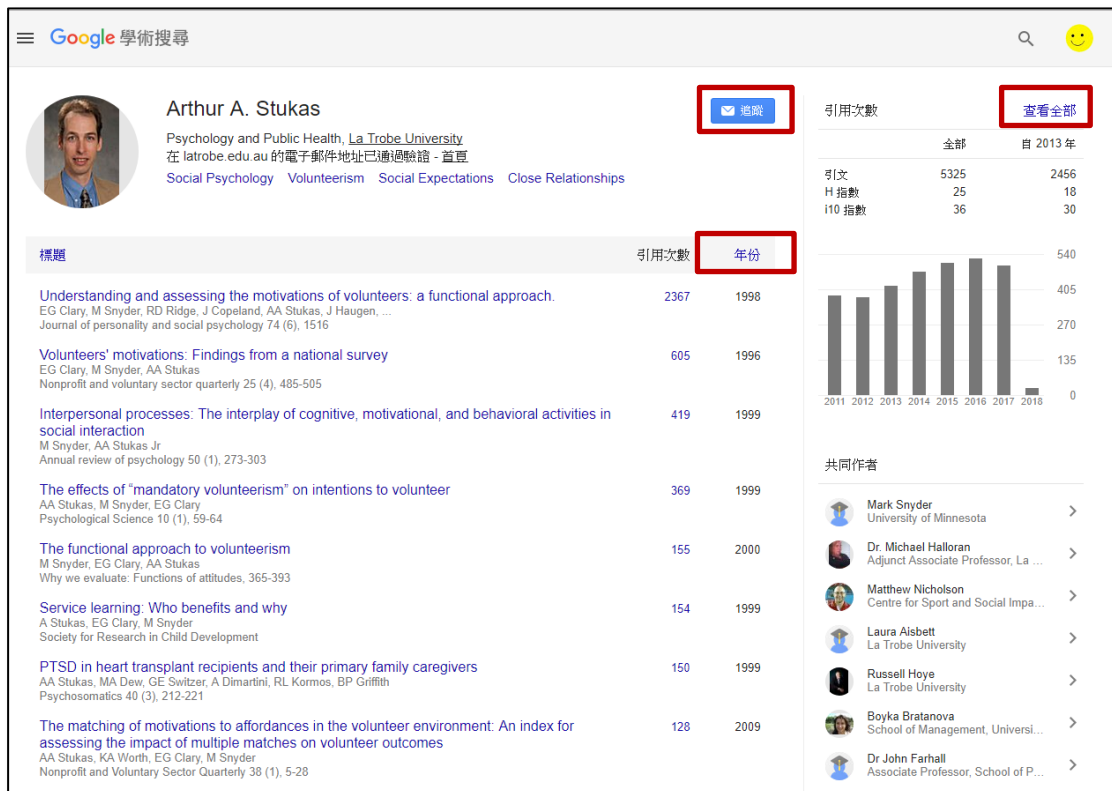 Google 學術搜尋
Arthur A. Stukas
追蹤
Psychology and Public Health, La Trobe University
在 latrobe.edu.au 的電子郵件地址已通過驗證 - 首頁
Social Psychology Volunteerism Social Expectations Close Relationships
標題 引用次數 年份
Understanding and assessing the motivations of volunteers: a functional approach. 2367 1998
EG Clary, M Snyder, RD Ridge, J Copeland, AA Stukas, J Haugen, ...
Journal of personality and social psychology 74 (6), 1516
Volunteers' motivations: Findings from a national survey 605 1996
EG Clary, M Snyder, AA Stukas
Nonprofit and voluntary sector quarterly 25 (4), 485-505
Interpersonal processes: The interplay of cognitive, motivational, and behavioral activities in 419 1999
social interaction
M Snyder, AA Stukas Jr
Annual review of psychology 50 (1), 273-303
The effects of “mandatory volunteerism” on intentions to volunteer 369 1999
AA Stukas, M Snyder, EG Clary
Psychological Science 10 (1), 59-64
The functional approach to volunteerism 155 2000
M Snyder, EG Clary, AA Stukas
Why we evaluate: Functions of attitudes, 365-393
Service learning: Who benefits and why 154 1999
A Stukas, EG Clary, M Snyder
Society for Research in Child Development
PTSD in heart transplant recipients and their primary family caregivers 150 1999
AA Stukas, MA Dew, GE Switzer, A Dimartini, RL Kormos, BP Griffith
Psychosomatics 40 (3), 212-221
The matching of motivations to affordances in the volunteer environment: An index for 128 2009
assessing the impact of multiple matches on volunteer outcomes
AA Stukas, KA Worth, EG Clary, M Snyder
Nonprofit and Voluntary Sector Quarterly 38 (1), 5-28
引用次數 查看全部
全部 自 2013 年
引文 5325 2456
H 指數 25 18
i10 指數 36 30
540
405
270
135
0
2011 2012 2013 2014 2015 2016 2017 2018
共同作者
Mark Snyder
University of Minnesota
Dr. Michael Halloran
Adjunct Associate Professor, La ...
Matthew Nicholson
Centre for Sport and Social Impa...
Laura Aisbett
La Trobe University
Russell Hoye
La Trobe University
Boyka Bratanova
School of Management, Universi...
Dr John Farhall
Associate Professor, School of P...